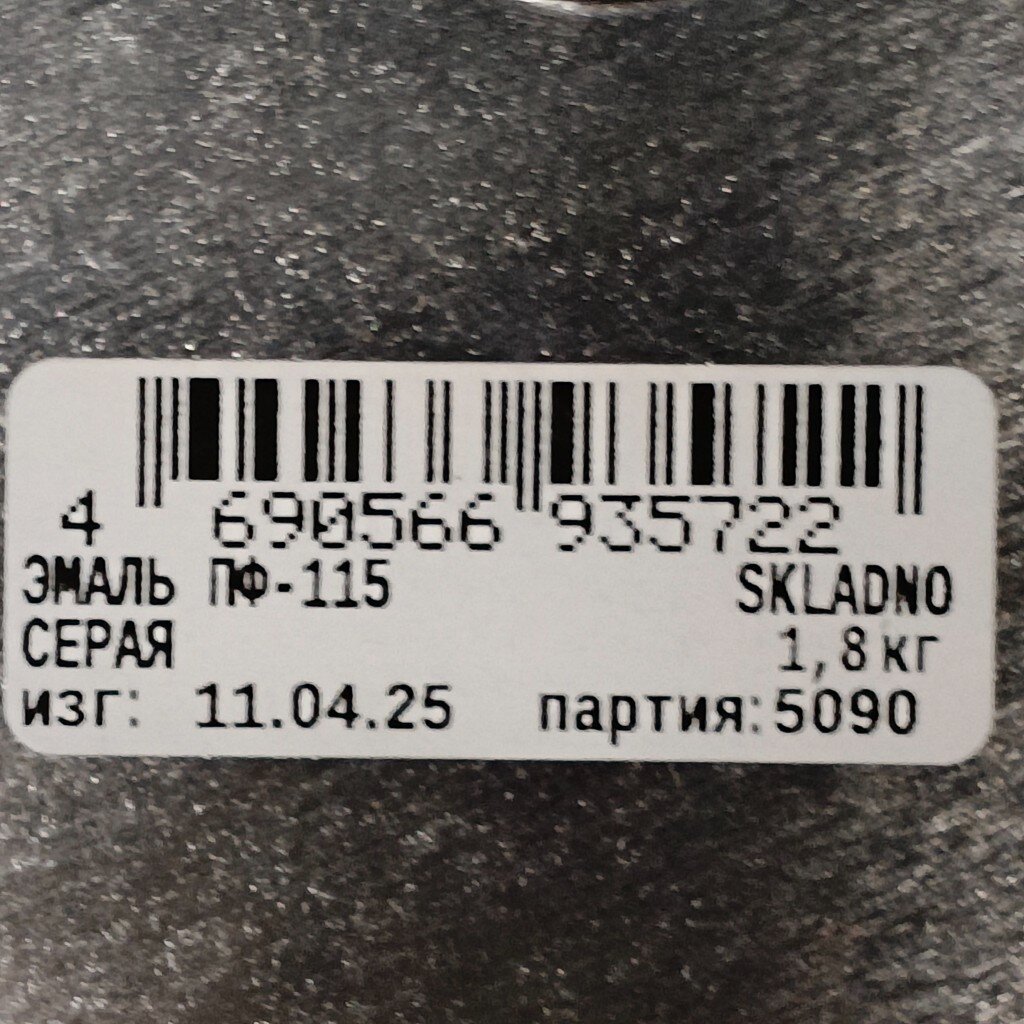 4 690566 935722
ЭМАЛЬ ПФ-115 SKLADNO
СЕРАЯ 1,8кг
изг: 11.04.25 партия:5090